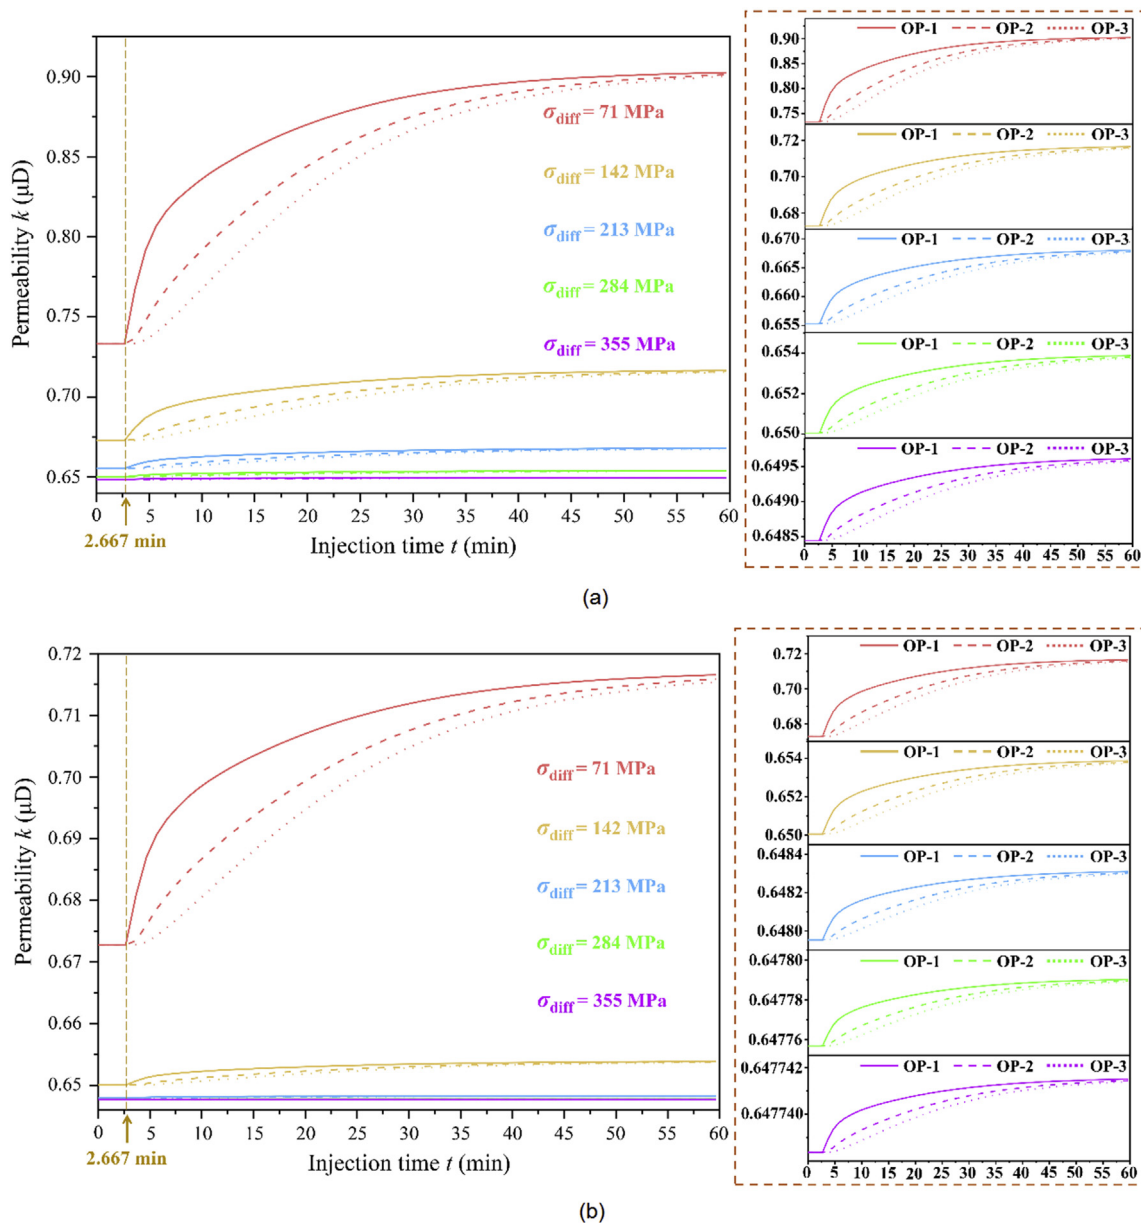 0.90
0.85
0.80
0.75
0.70
0.65
Permeability k (μD)
σdiff = 71 MPa
σdiff = 142 MPa
σdiff = 213 MPa
σdiff = 284 MPa
σdiff = 355 MPa
0 5 10 15 20 25 30 35 40 45 50 55 60
2.667 min
Injection time t (min)
OP-1 OP-2 OP-3
0.90
0.85
0.80
0.75
OP-1 OP-2 OP-3
0.72
0.70
0.68
OP-1 OP-2 OP-3
0.670
0.665
0.660
0.655
OP-1 OP-2 OP-3
0.654
0.652
0.650
OP-1 OP-2 OP-3
0.6495
0.6490
0.6485
0 5 10 15 20 25 30 35 40 45 50 55 60
(a)
0.72
0.71
0.70
0.69
0.68
0.67
0.66
0.65
Permeability k (μD)
σdiff = 71 MPa
σdiff = 142 MPa
σdiff = 213 MPa
σdiff = 284 MPa
σdiff = 355 MPa
0 5 10 15 20 25 30 35 40 45 50 55 60
2.667 min
Injection time t (min)
OP-1 OP-2 OP-3
0.72
0.70
0.68
OP-1 OP-2 OP-3
0.654
0.652
0.650
OP-1 OP-2 OP-3
0.6484
0.6482
0.6480
OP-1 OP-2 OP-3
0.64780
0.64778
0.64776
OP-1 OP-2 OP-3
0.647742
0.647740
0 5 10 15 20 25 30 35 40 45 50 55 60
(b)